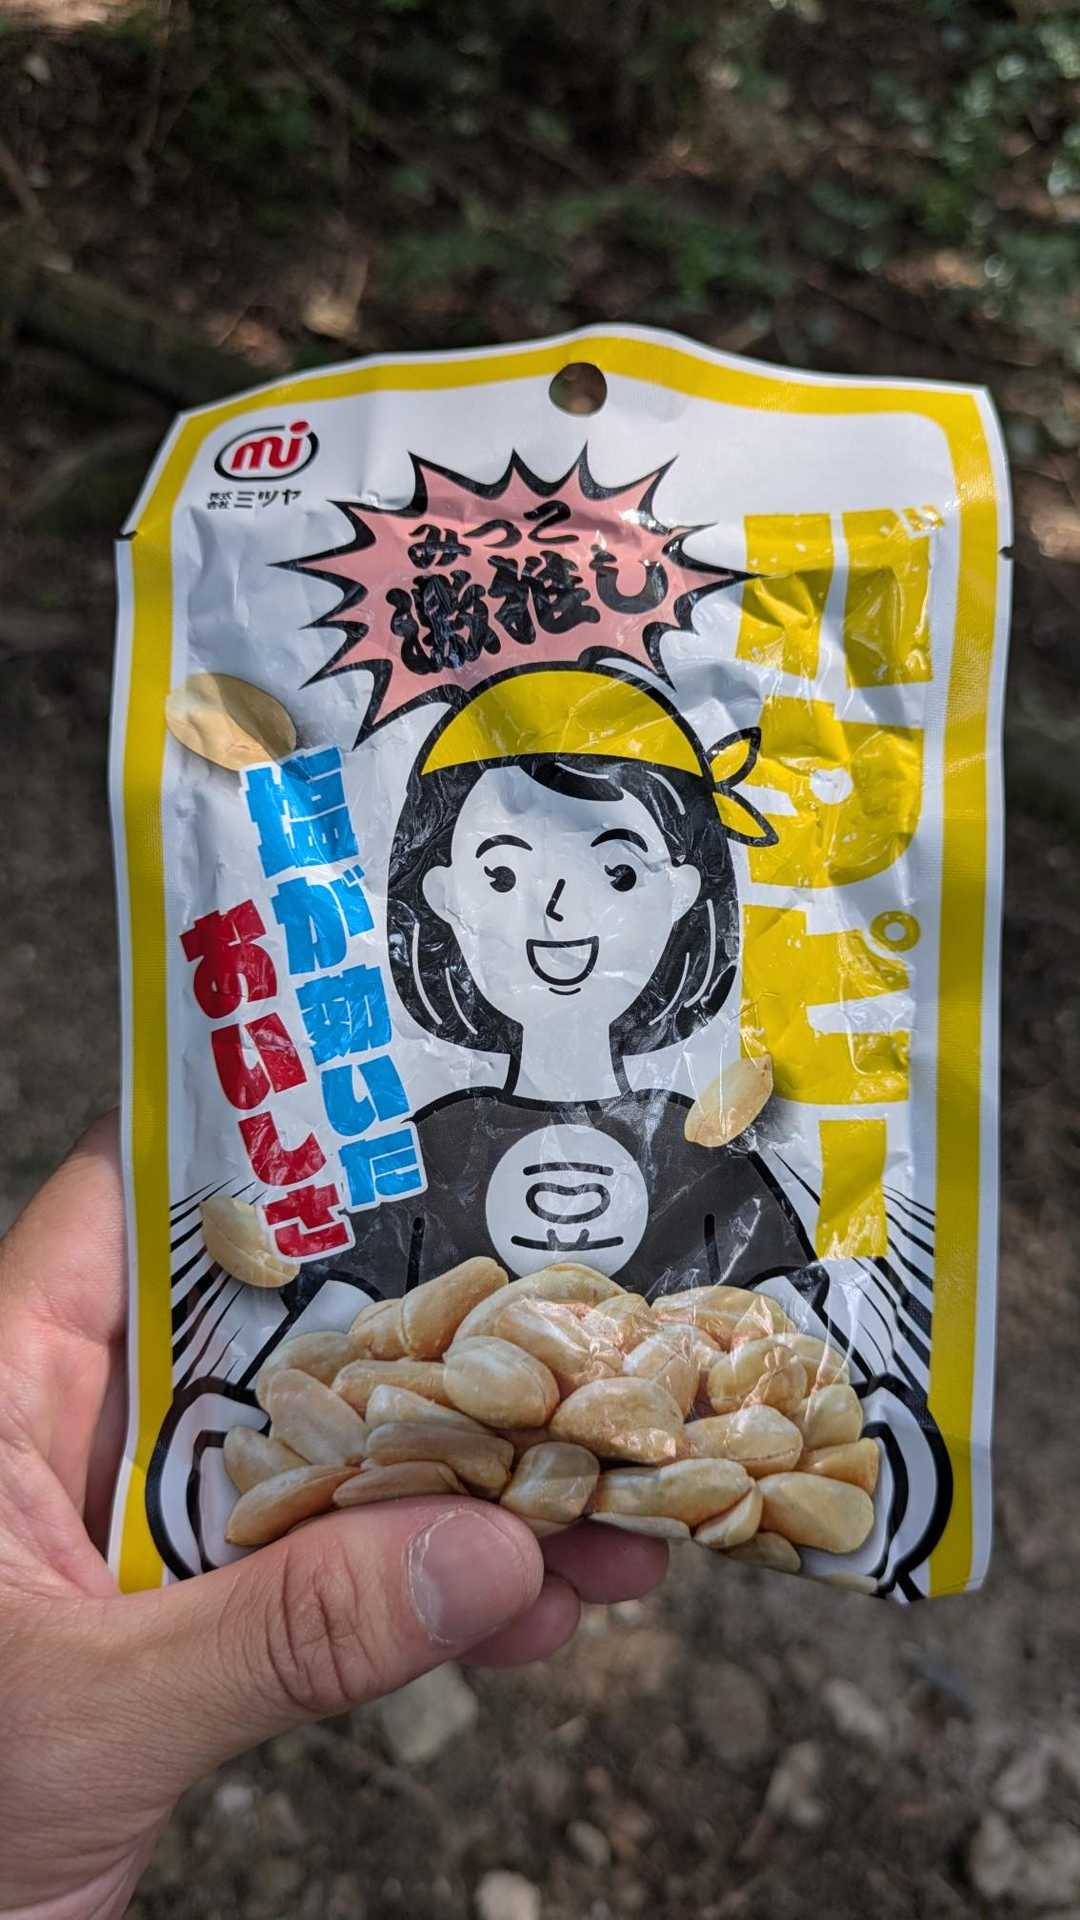 mi
株式会社ミツヤ
みつこ
激推し
バタピー
塩が効いた
おいしさ
豆